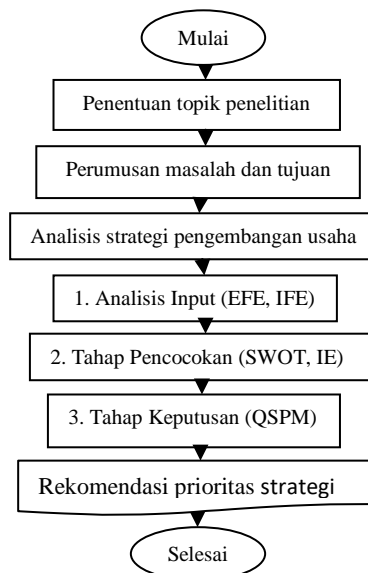 Mulai
Penentuan topik penelitian
Perumusan masalah dan tujuan
Analisis strategi pengembangan usaha
1. Analisis Input (EFE, IFE)
2. Tahap Pencocokan (SWOT, IE)
3. Tahap Keputusan (QSPM)
Rekomendasi prioritas strategi
Selesai